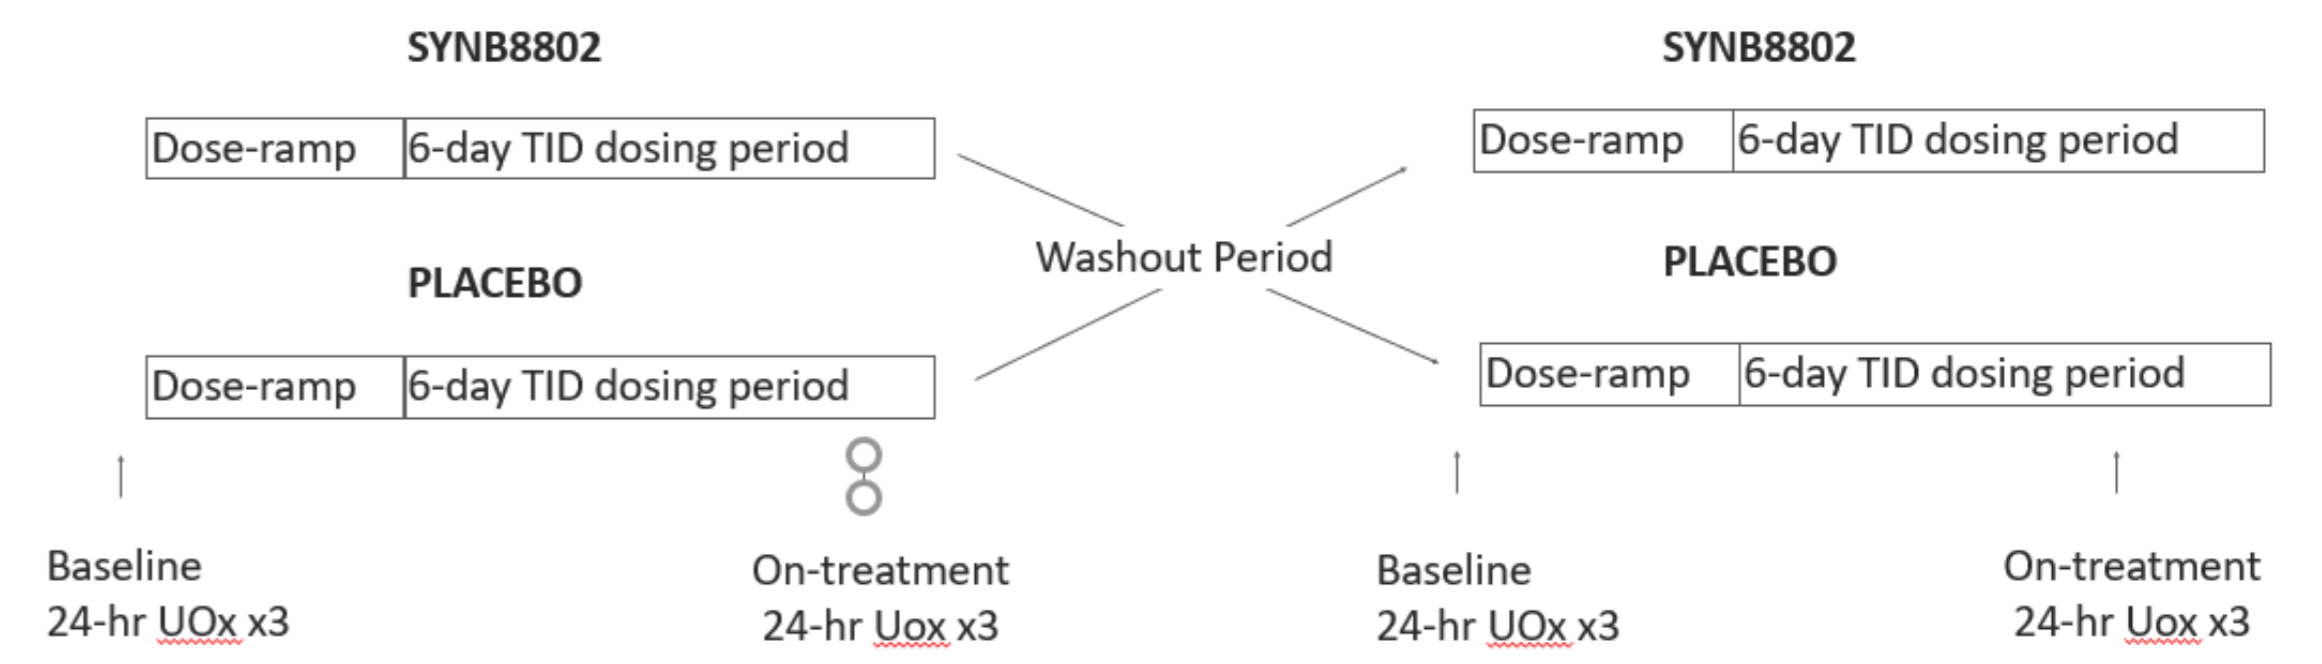 SYNB8802
Dose-ramp 6-day TID dosing period
PLACEBO
Dose-ramp 6-day TID dosing period
Baseline
24-hr UOx x3
On-treatment
24-hr Uox x3
Washout Period
SYNB8802
Dose-ramp 6-day TID dosing period
PLACEBO
Dose-ramp 6-day TID dosing period
Baseline
24-hr UOx x3
On-treatment
24-hr Uox x3